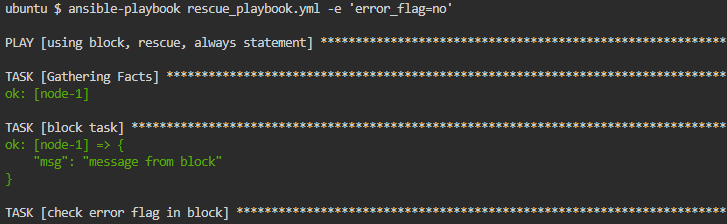 ubuntu $ ansible-playbook rescue_playbook.yml -e 'error_flag=no'
PLAY [using block, rescue, always statement] **********************************************************
TASK [Gathering Facts] ********************************************************************************
ok: [node-1]
TASK [block task] *************************************************************************************
ok: [node-1] => {
    "msg": "message from block"
}
TASK [check error flag in block] **********************************************************************